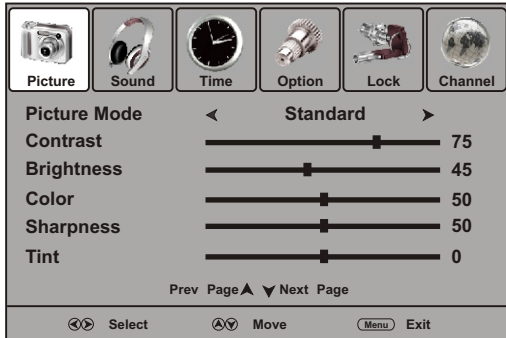 Picture Sound Time Option Lock Channel
Picture Mode Standard
Contrast 75
Brightness 45
Color 50
Sharpness 50
Tint 0
Prev Page Next Page
Select Move Menu Exit